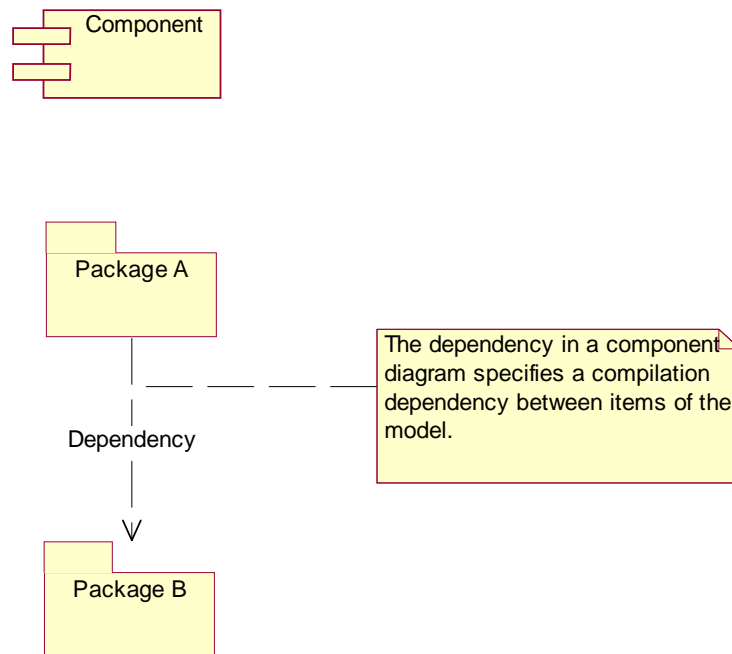 Component
Package A
The dependency in a component
diagram specifies a compilation
dependency between items of the
model.
Dependency
Package B